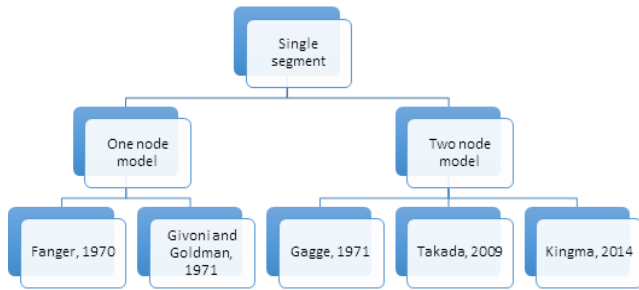 Single
segment
One node
model
Two node
model
Fanger, 1970
Givoni and
Goldman,
1971
Gagge, 1971
Takada, 2009
Kingma, 2014